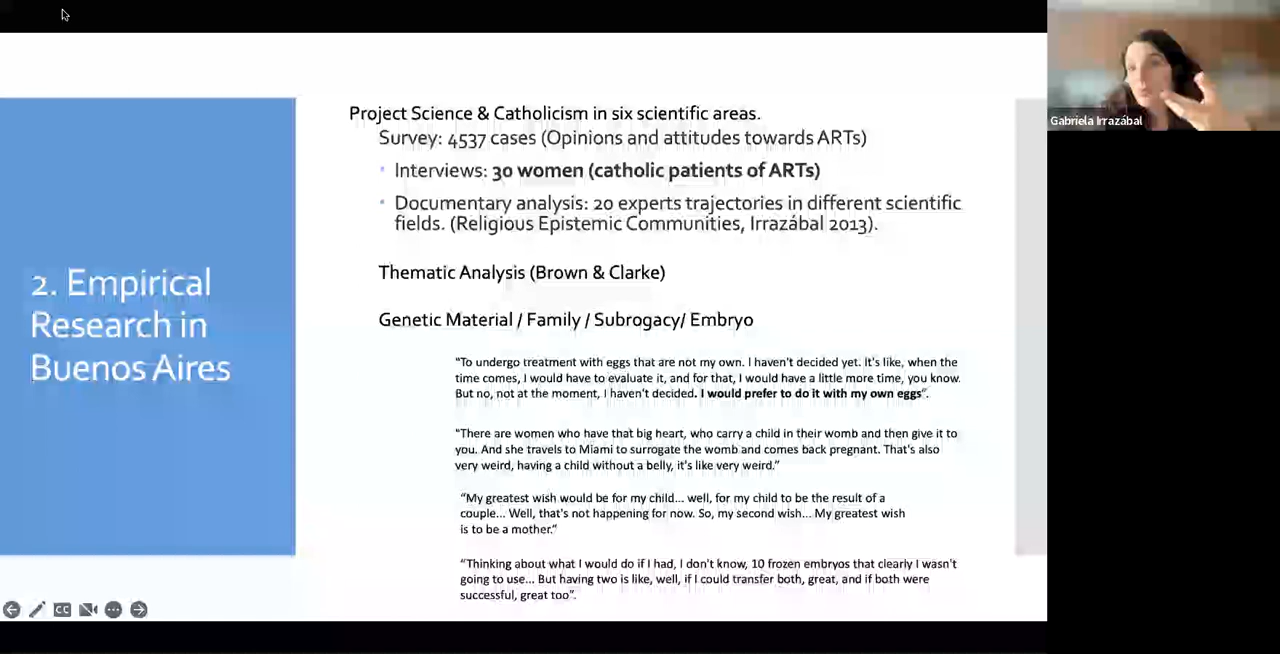 Project Science & Catholicism in six scientific areas.
Survey: 4537 cases (Opinions and attitudes towards ARTs)
Interviews: 30 women (catholic patients of ARTs)
Documentary analysis: 20 experts trajectories in different scientific
fields. (Religious Epistemic Communities, Irrazábal 2013).
Thematic Analysis (Brown & Clarke)
Genetic Material / Family / Subrogacy/ Embryo
2. Empirical
Research in
Buenos Aires
"To undergo treatment with eggs that are not my own. I haven't decided yet. It's like, when the
time comes, I would have to evaluate it, and for that, I would have a little more time, you know.
But no, not at the moment, I haven't decided. I would prefer to do it with my own eggs".
"There are women who have that big heart, who carry a child in their womb and then give it to
you. And she travels to Miami to surrogate the womb and comes back pregnant. That's also
very weird, having a child without a belly, it's like very weird."
"My greatest wish would be for my child... well, for my child to be the result of a
couple... Well, that's not happening for now. So, my second wish... My greatest wish
is to be a mother."
"Thinking about what I would do if I had, I don't know, 10 frozen embryos that clearly I wasn't
going to use... But having two is like, well, if I could transfer both, great, and if both were
successful, great too".
CC
Gabriela Irrazábal